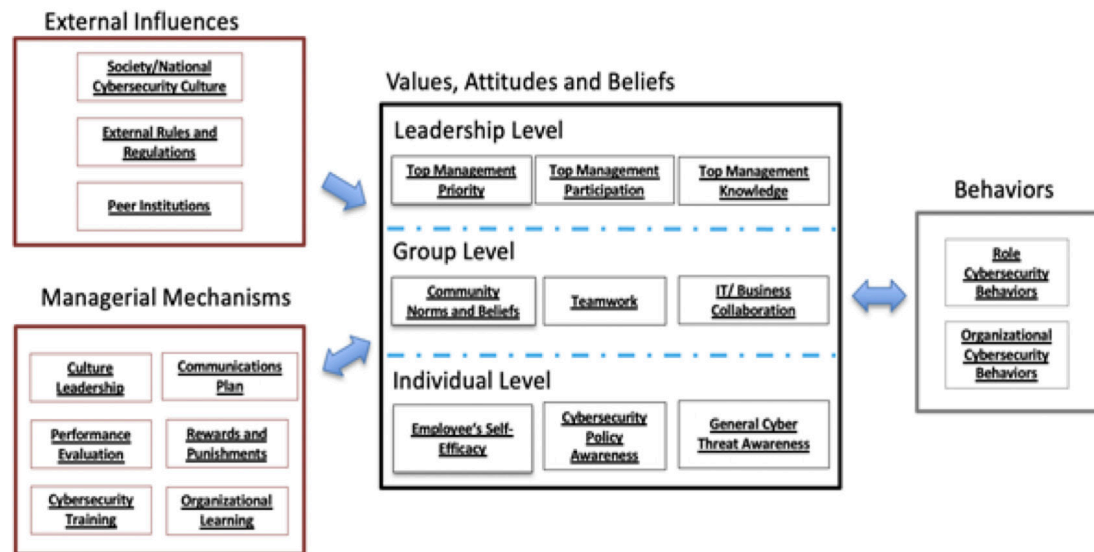 External Influences
Society/National
Cybersecurity Culture
External Rules and
Regulations
Peer Institutions
Managerial Mechanisms
Culture
Leadership
Communications
Plan
Performance
Evaluation
Rewards and
Punishments
Cybersecurity
Training
Organizational
Learning
Values, Attitudes and Beliefs
Leadership Level
Top Management
Priority
Top Management
Participation
Top Management
Knowledge
Group Level
Community
Norms and Beliefs
Teamwork
IT/ Business
Collaboration
Individual Level
Employee's Self-
Efficacy
Cybersecurity
Policy
Awareness
General Cyber
Threat Awareness
Behaviors
Role
Cybersecurity
Behaviors
Organizational
Cybersecurity
Behaviors